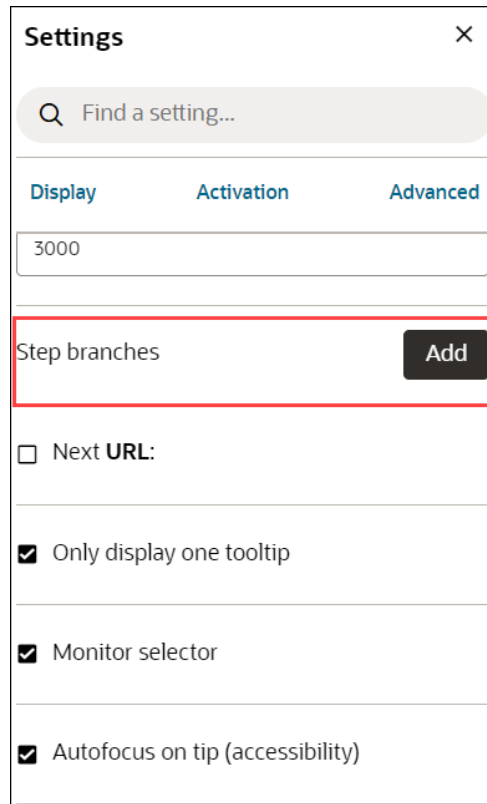 Settings
Find a setting...
Display Activation Advanced
3000
Step branches Add
Next URL:
Only display one tooltip
Monitor selector
Autofocus on tip (accessibility)